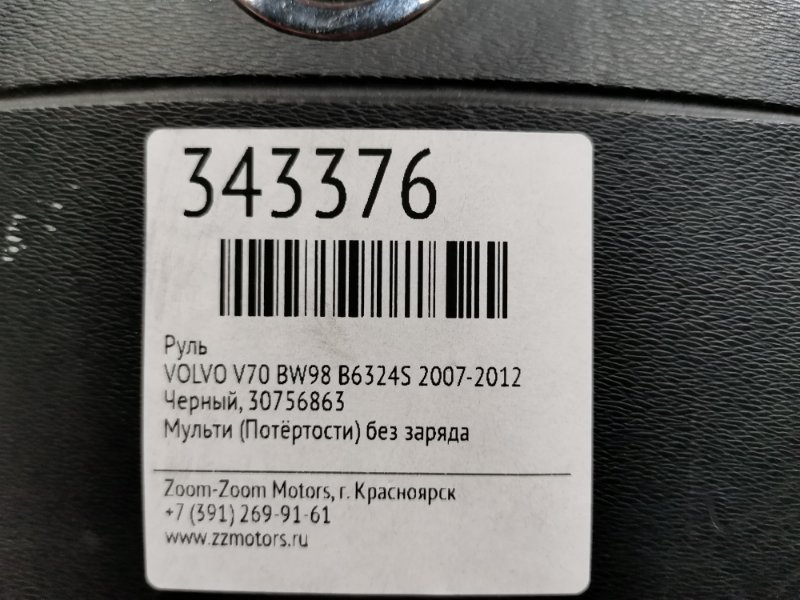 343376
Руль
VOLVO V70 BW98 B6324S 2007-2012
Черный, 30756863
Мульти (Потёртости) без заряда
Zoom-Zoom Motors, г. Красноярск
+7 (391) 269-91-61
www.zzmotors.ru